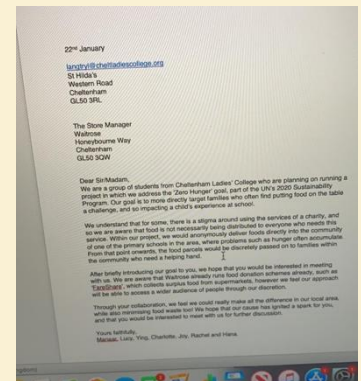 22nd January
langtryl@cheltladiescollege.org
St Hilda's
Western Road
Cheltenham
GL50 3RL
The Store Manager
Waitrose
Honeybourne Way
Cheltenham
GL50 3QW
Dear Sir/Madam,
We are a group of students from Cheltenham Ladies' College who are planning on running a
project in which we address the 'Zero Hunger' goal, part of the UN's 2020 Sustainability
Program. Our goal is to more directly target families who often find putting food on the table
a challenge, and so impacting a child's experience at school.
We understand that for some, there is a stigma around using the services of a charity, and
so we are aware that food is not necessarily being distributed to everyone who needs this
service. Within our project, we would anonymously deliver foods directly into the community
of one of the primary schools in the area, where problems such as hunger often accumulate.
From that point onwards, the food parcels would be discretely passed on to families within
the community who need a helping hand.
After briefly introducing our goal to you, we hope that you would be interested in meeting
with us. We are aware that Waitrose already runs food donation schemes already, such as
'FareShare', which collects surplus food from supermarkets, however we feel our approach
will be able to access a wider audience of people through our discretion.
Through your collaboration, we feel we could really make all the difference in our local area,
while also minimising food waste too! We hope that our cause has ignited a spark for you,
and that you would be interested to meet with us for further discussion.
Yours faithfully,
Lucy, Ying, Charlotte, Joy, Rachel and Hana.